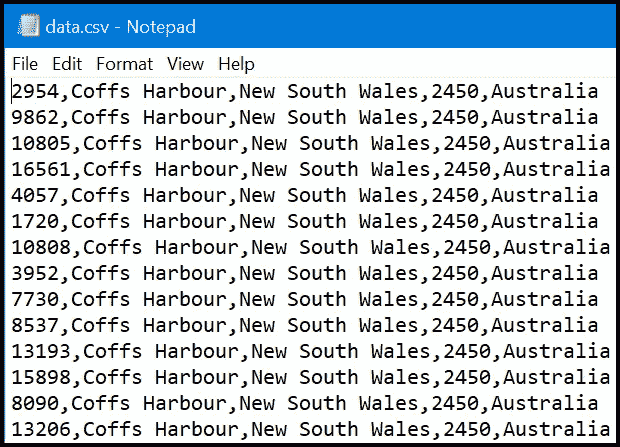 data.csv - Notepad
File Edit Format View Help
2954,Coffs Harbour,New South Wales,2450,Australia
9862,Coffs Harbour,New South Wales,2450,Australia
10805,Coffs Harbour,New South Wales,2450,Australia
16561,Coffs Harbour,New South Wales,2450,Australia
4057,Coffs Harbour,New South Wales,2450,Australia
1720,Coffs Harbour,New South Wales,2450,Australia
10808,Coffs Harbour,New South Wales,2450,Australia
3952,Coffs Harbour,New South Wales,2450,Australia
7730,Coffs Harbour,New South Wales,2450,Australia
8537,Coffs Harbour,New South Wales,2450,Australia
13193,Coffs Harbour,New South Wales,2450,Australia
15898,Coffs Harbour,New South Wales,2450,Australia
8090,Coffs Harbour,New South Wales,2450,Australia
13206,Coffs Harbour,New South Wales,2450,Australia